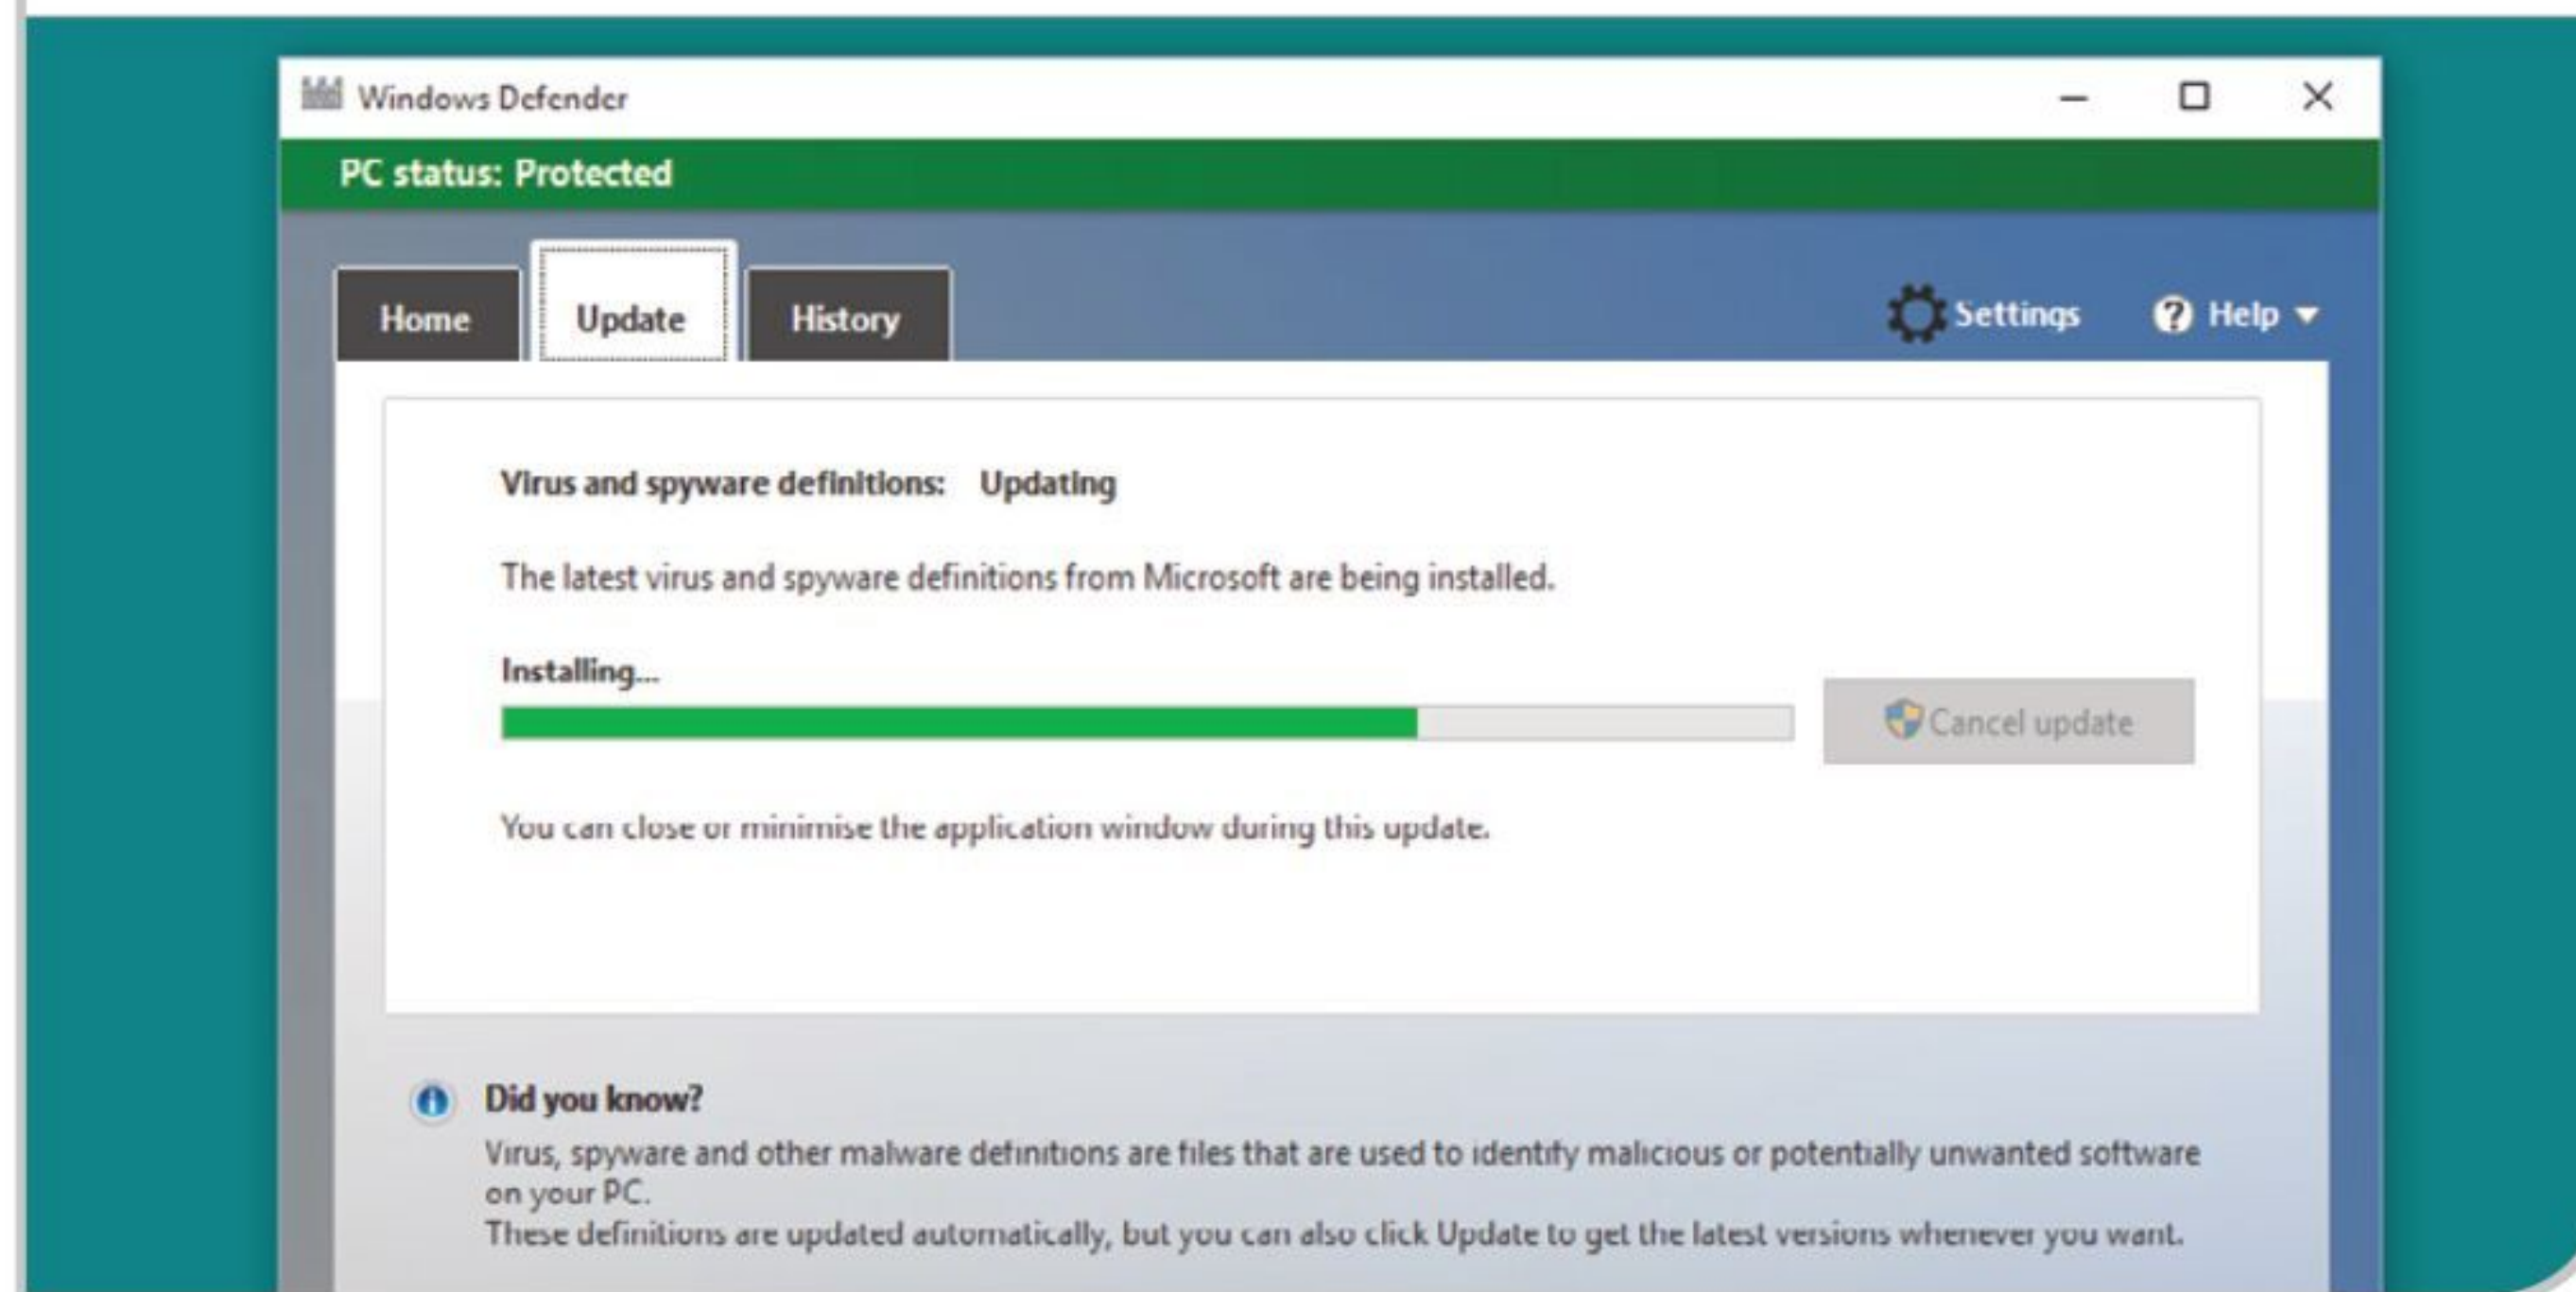 Windows Defender
PC status: Protected
Home
Update
History
Settings
Help
Virus and spyware definitions: Updating
The latest virus and spyware definitions from Microsoft are being installed.
Installing...
Cancel update
You can close or minimise the application window during this update.
Did you know?
Virus, spyware and other malware definitions are files that are used to identify malicious or potentially unwanted software
on your PC.
These definitions are updated automatically, but you can also click Update to get the latest versions whenever you want.